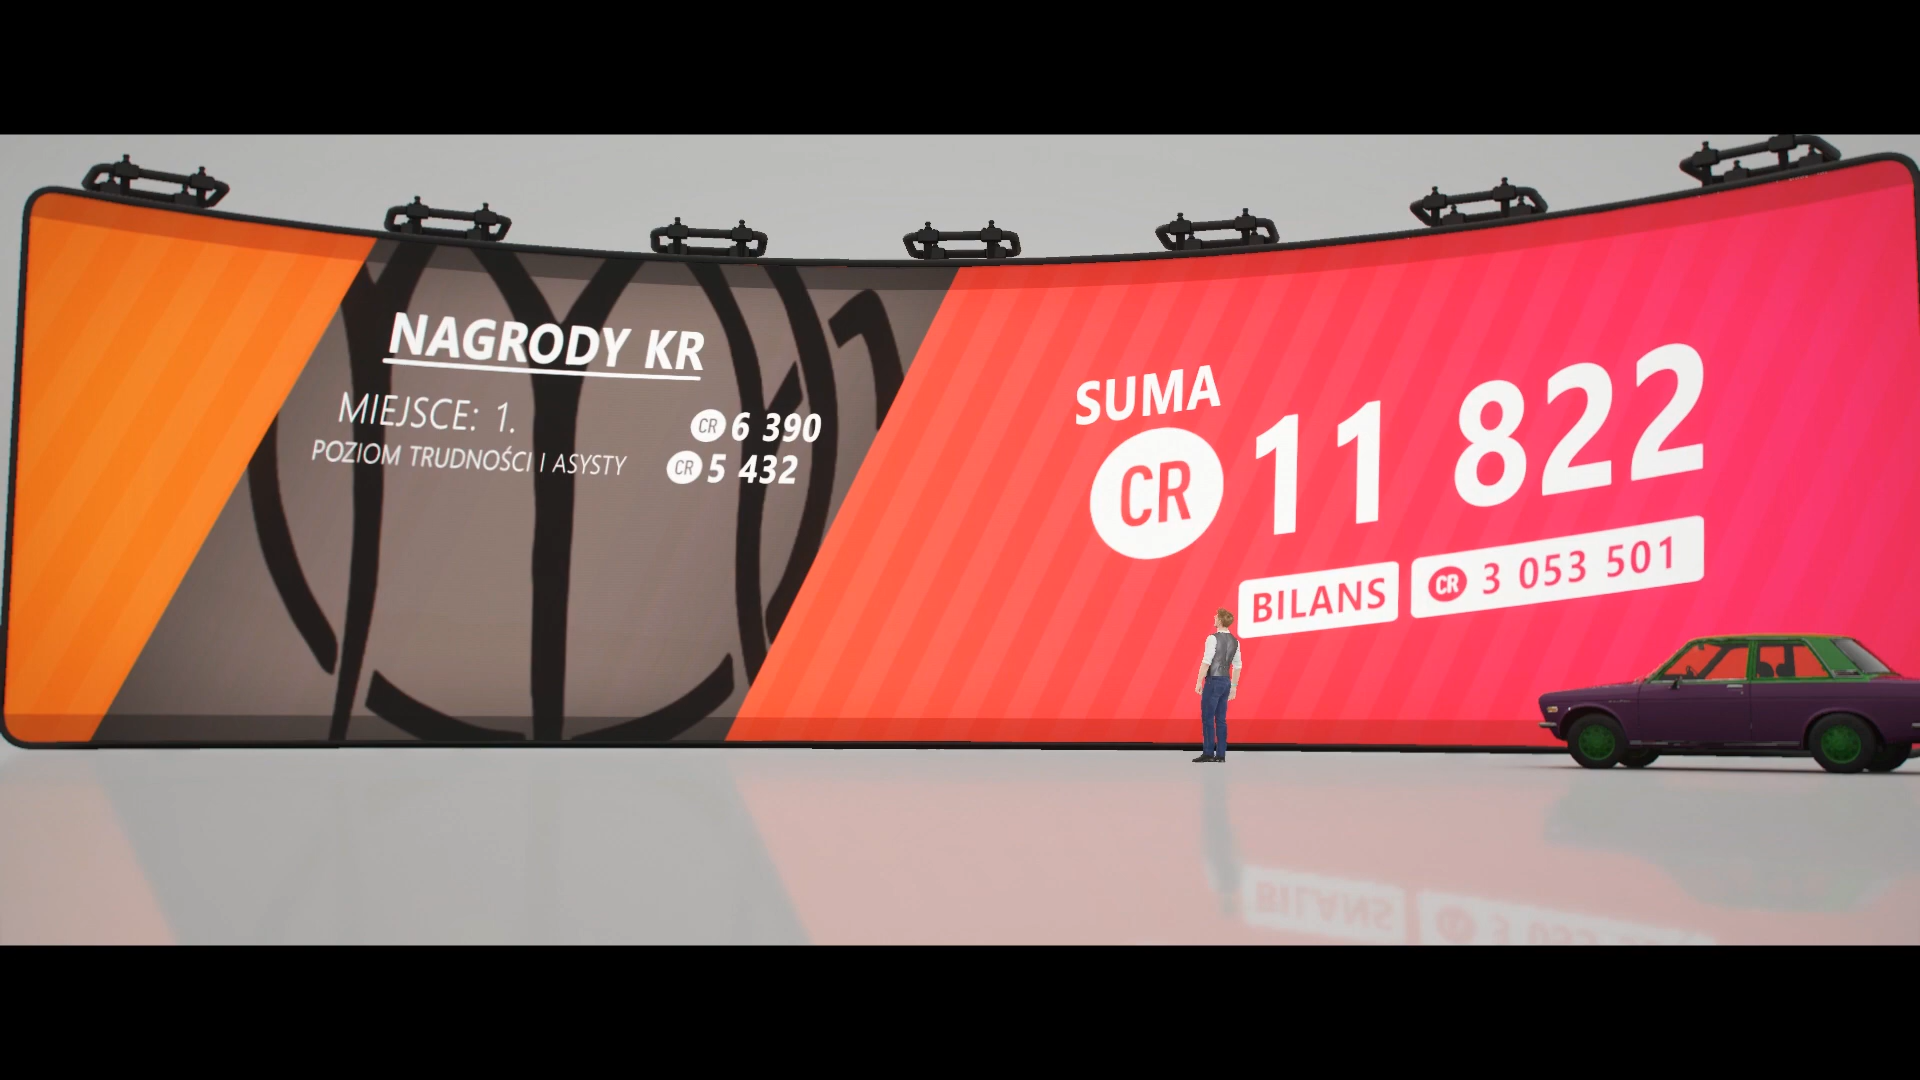 NAGRODY KR
MIEJSCE: 1. CR 6 390
POZIOM TRUDNOŚCI I ASYSTY CR 5 432
SUMA
CR 11 822
BILANS CR 3 053 501